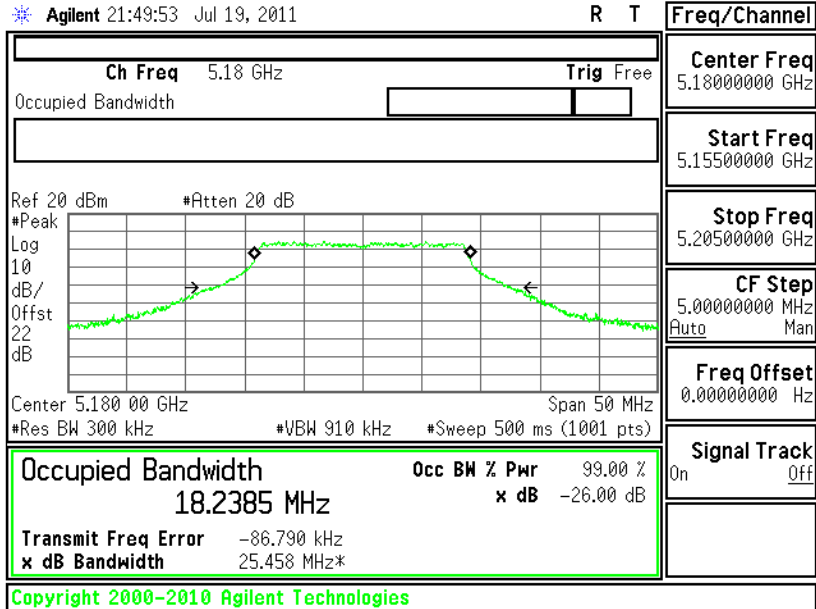 Agilent 21:49:53 Jul 19, 2011 R T
Ch Freq 5.18 GHz Trig Free
Occupied Bandwidth
Ref 20 dBm #Atten 20 dB
#Peak
Log
10
dB/
Offst
22
dB
Center 5.180 00 GHz Span 50 MHz
#Res BW 300 kHz #VBW 910 kHz #Sweep 500 ms (1001 pts)
Occupied Bandwidth Occ BW % Pwr 99.00 %
18.2385 MHz x dB -26.00 dB
Transmit Freq Error -86.790 kHz
x dB Bandwidth 25.458 MHz*
Copyright 2000-2010 Agilent Technologies
Freq/Channel
Center Freq
5.18000000 GHz
Start Freq
5.15500000 GHz
Stop Freq
5.20500000 GHz
CF Step
5.00000000 MHz
Auto Man
Freq Offset
0.00000000 Hz
Signal Track
On Off